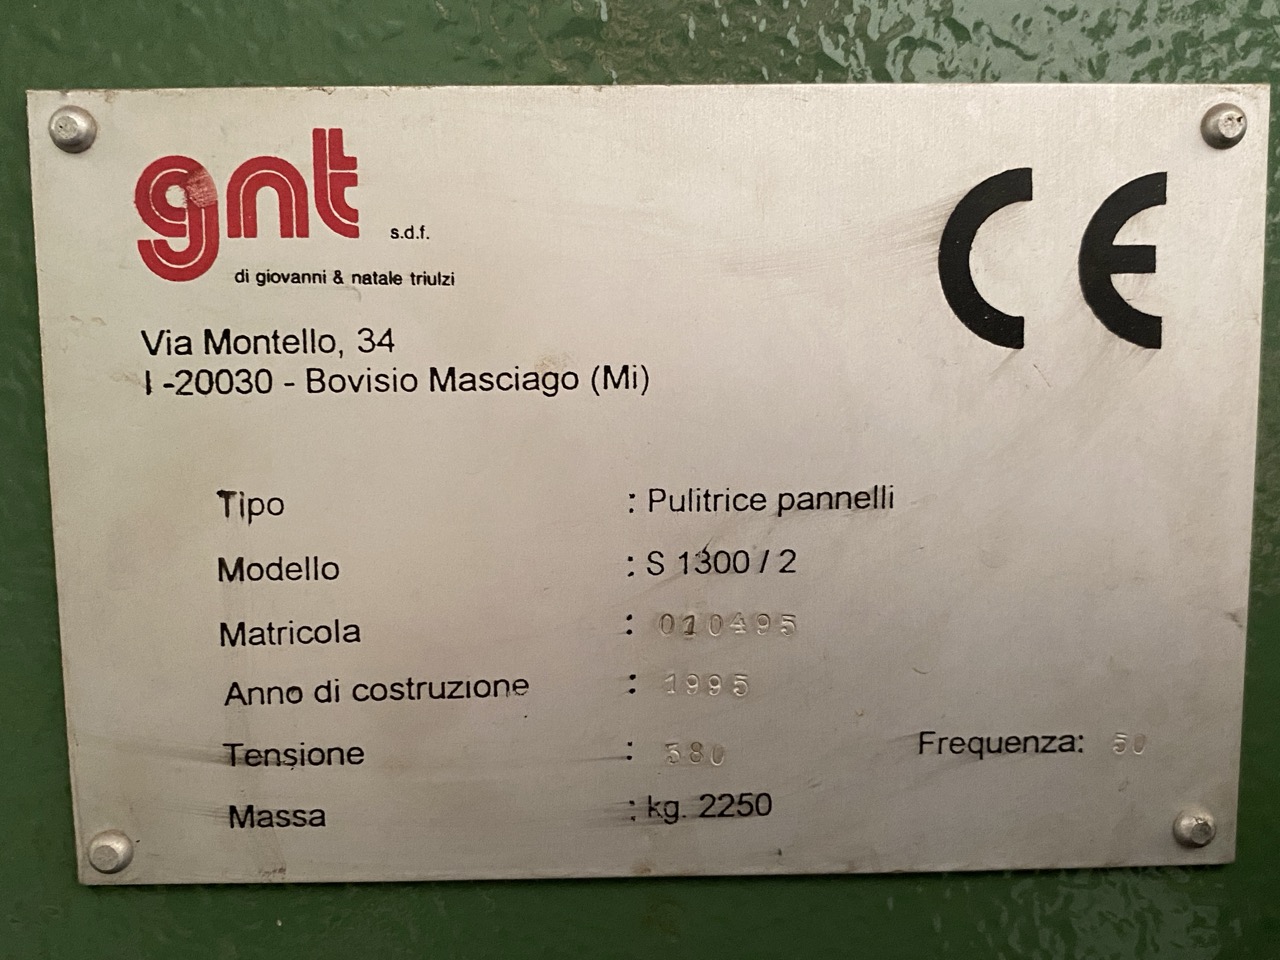 gnt s.d.f.
di giovanni & natale triulzi
CE
Via Montello, 34
I-20030 - Bovisio Masciago (Mi)
Tipo : Pulitrice pannelli
Modello : S 1300 / 2
Matricola : 010495
Anno di costruzione : 1995
Tensione : 380 Frequenza: 50
Massa : kg. 2250